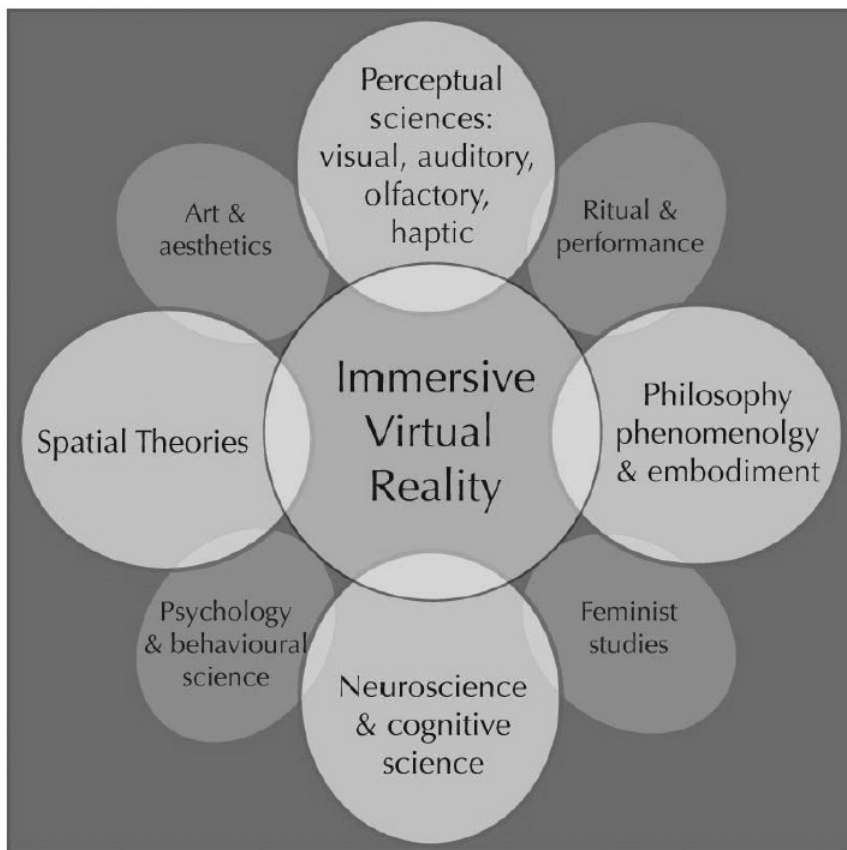 Perceptual
sciences:
visual, auditory,
olfactory,
haptic
Art &
aesthetics
Ritual &
performance
Immersive
Virtual
Reality
Spatial Theories
Philosophy
phenomenolgy
& embodiment
Psychology
& behavioural
science
Feminist
studies
Neuroscience
& cognitive
science